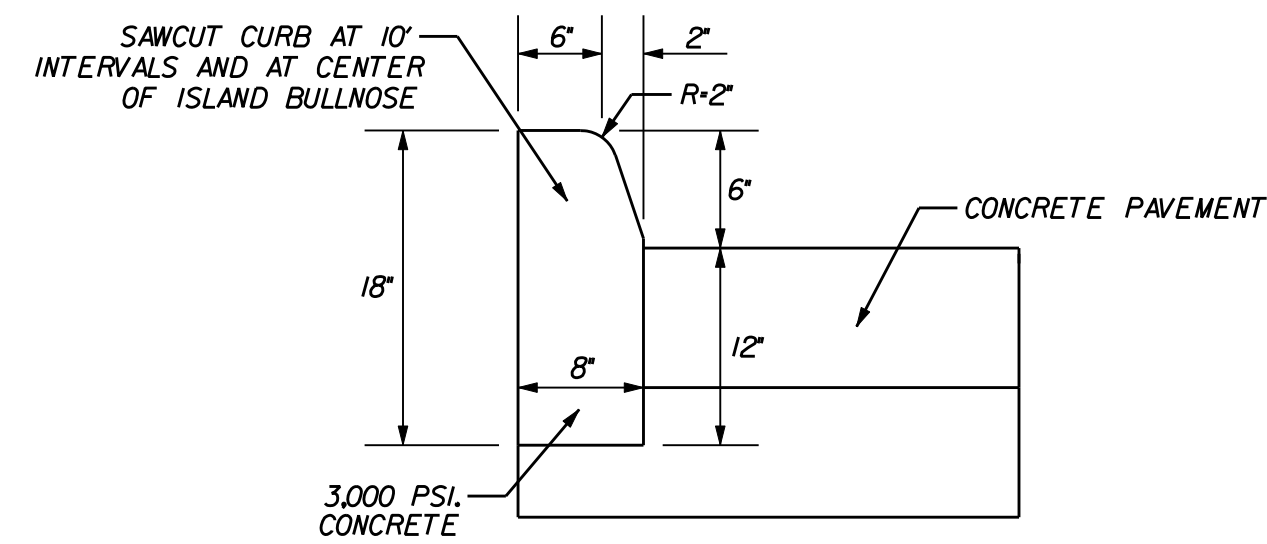 SAWCUT CURB AT 10'
INTERVALS AND AT CENTER
OF ISLAND BULLNOSE
6"
2"
R=2"
6"
CONCRETE PAVEMENT
18"
12"
8"
3,000 PSI.
CONCRETE